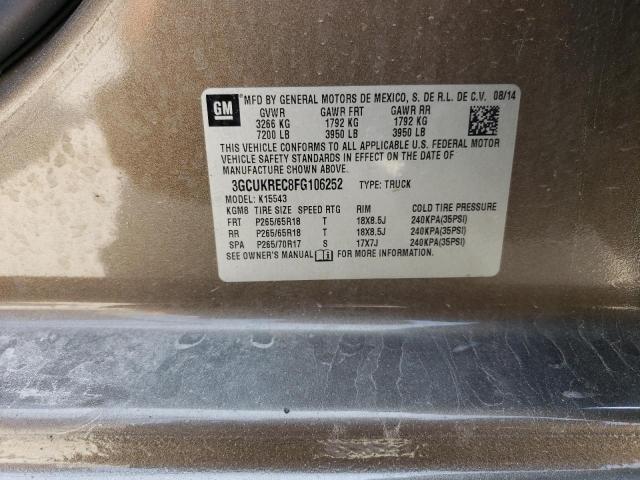 GM
MFD BY GENERAL MOTORS DE MEXICO, S. DE R.L. DE C.V. 08/14
GVWR GAWR FRT GAWR RR
3266 KG 1792 KG 1792 KG
7200 LB 3950 LB 3950 LB
THIS VEHICLE CONFORMS TO ALL APPLICABLE U.S. FEDERAL MOTOR
VEHICLE SAFETY STANDARDS IN EFFECT ON THE DATE OF
MANUFACTURE SHOWN ABOVE.
3GCUKREC8FG106252 TYPE: TRUCK
MODEL: K15543
KGM8 TIRE SIZE SPEED RTG RIM COLD TIRE PRESSURE
FRT P265/65R18 T 18X8.5J 240KPA(35PSI)
RR P265/65R18 T 18X8.5J 240KPA(35PSI)
SPA P265/70R17 S 17X7J 240KPA(35PSI)
SEE OWNER'S MANUAL FOR MORE INFORMATION.